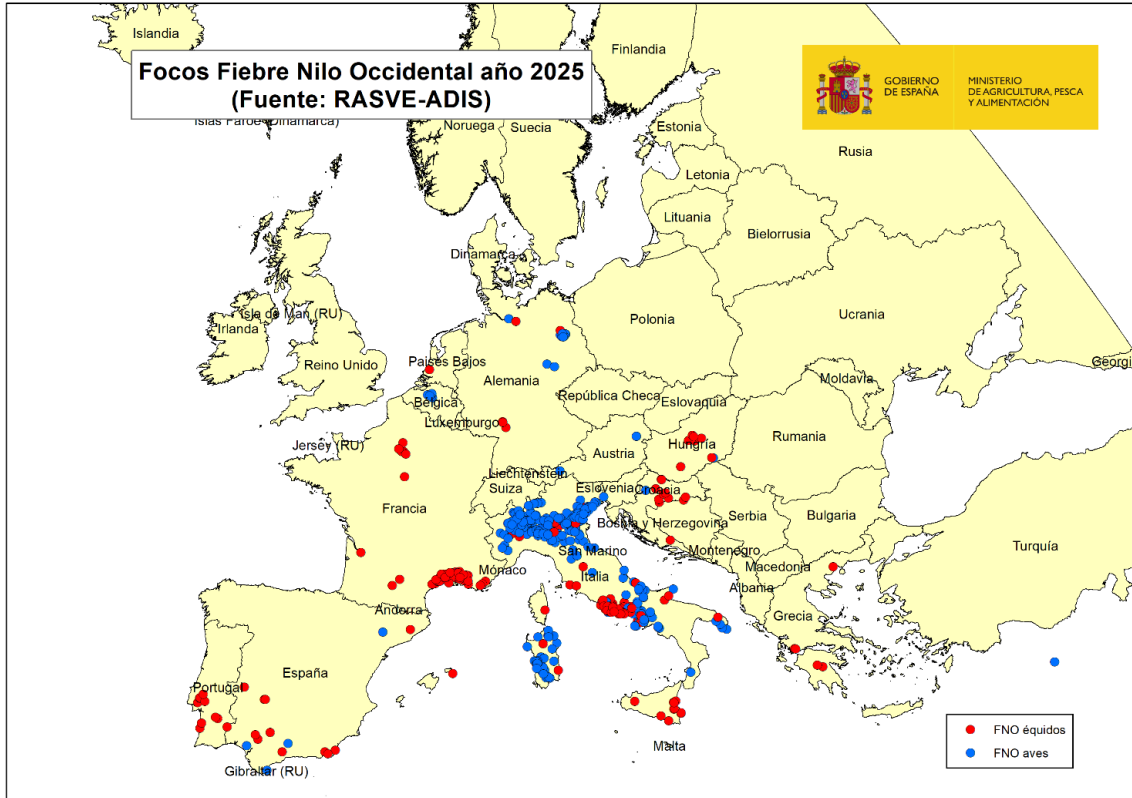 Islandia
Finlandia
Focos Fiebre Nilo Occidental año 2025
(Fuente: RASVE-ADIS)
GOBIERNO
DE ESPAÑA
MINISTERIO
DE AGRICULTURA, PESCA
Y ALIMENTACIÓN
Islas Faroe (Dinamarca)
Noruega
Suecia
Estonia
Rusia
Letonia
Lituania
Bielorrusia
Dinamarca
Isla de Man (RU)
Irlanda
Polonia
Ucrania
Reino Unido
Paises Bajos
Georgi
Alemania
Moldavia
Bélgica
República Checa
Eslovaquia
Luxemburgo
Jersey (RU)
Austria
Hungría
Rumania
Liechtenstein
Suiza
Eslovenia
Croacia
Francia
Bosnia y Herzegovina
Serbia
Bulgaria
San Marino
Montenegro
Turquía
Mónaco
Italia
Macedonia
Albania
Andorra
Grecia
España
Portugal
Malta
Gibraltar (RU)
FNO équidos
FNO aves